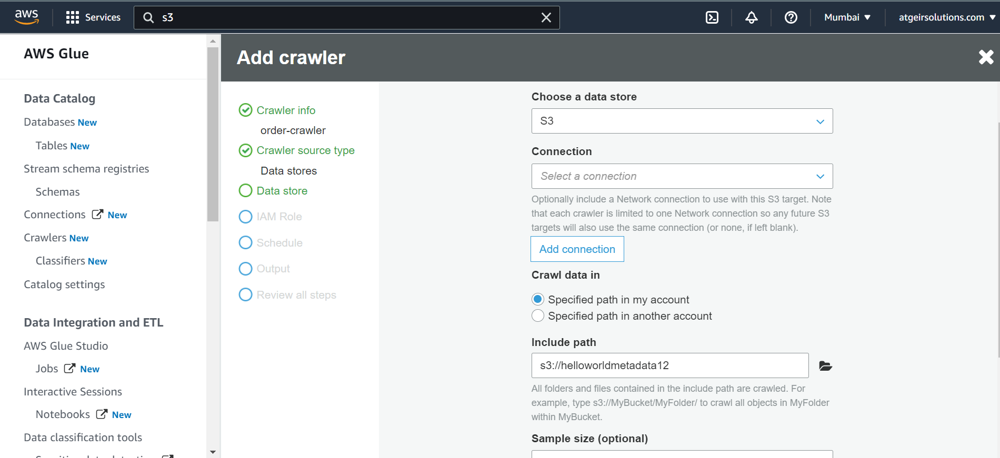 aws
Services
s3
Mumbai
atgeirsolutions.com
AWS Glue
Data Catalog
Databases New
Tables New
Stream schema registries
Schemas
Connections New
Crawlers New
Classifiers New
Catalog settings
Data Integration and ETL
AWS Glue Studio
Jobs New
Interactive Sessions
Notebooks New
Data classification tools
Add crawler
Crawler info
order-crawler
Crawler source type
Data stores
Data store
IAM Role
Schedule
Output
Review all steps
Choose a data store
S3
Connection
Select a connection
Optionally include a Network connection to use with this S3 target. Note
that each crawler is limited to one Network connection so any future S3
targets will also use the same connection (or none, if left blank).
Add connection
Crawl data in
Specified path in my account
Specified path in another account
Include path
s3://helloworldmetadata12
All folders and files contained in the include path are crawled. For
example, type s3://MyBucket/MyFolder/ to crawl all objects in MyFolder
within MyBucket.
Sample size (optional)